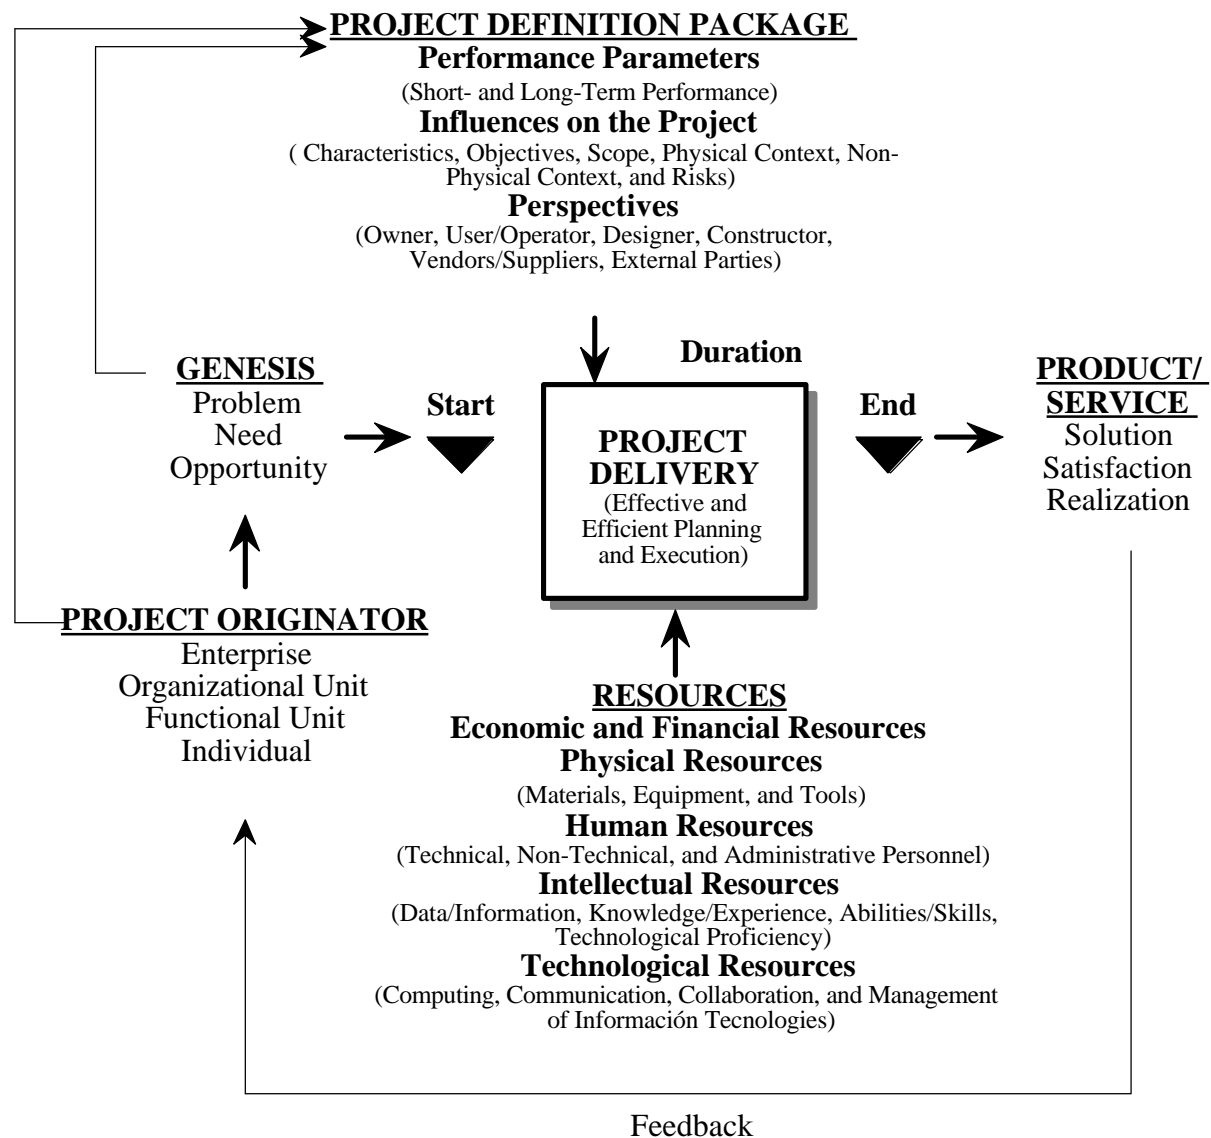 PROJECT DEFINITION PACKAGE
Performance Parameters
(Short- and Long-Term Performance)
Influences on the Project
( Characteristics, Objectives, Scope, Physical Context, Non-
Physical Context, and Risks)
Perspectives
(Owner, User/Operator, Designer, Constructor,
Vendors/Suppliers, External Parties)
GENESIS
Problem
Need
Opportunity
Start
Duration
PROJECT
DELIVERY
(Effective and
Efficient Planning
and Execution)
End
PRODUCT/
SERVICE
Solution
Satisfaction
Realization
PROJECT ORIGINATOR
Enterprise
Organizational Unit
Functional Unit
Individual
RESOURCES
Economic and Financial Resources
Physical Resources
(Materials, Equipment, and Tools)
Human Resources
(Technical, Non-Technical, and Administrative Personnel)
Intellectual Resources
(Data/Information, Knowledge/Experience, Abilities/Skills,
Technological Proficiency)
Technological Resources
(Computing, Communication, Collaboration, and Management
of Información Tecnologies)
Feedback